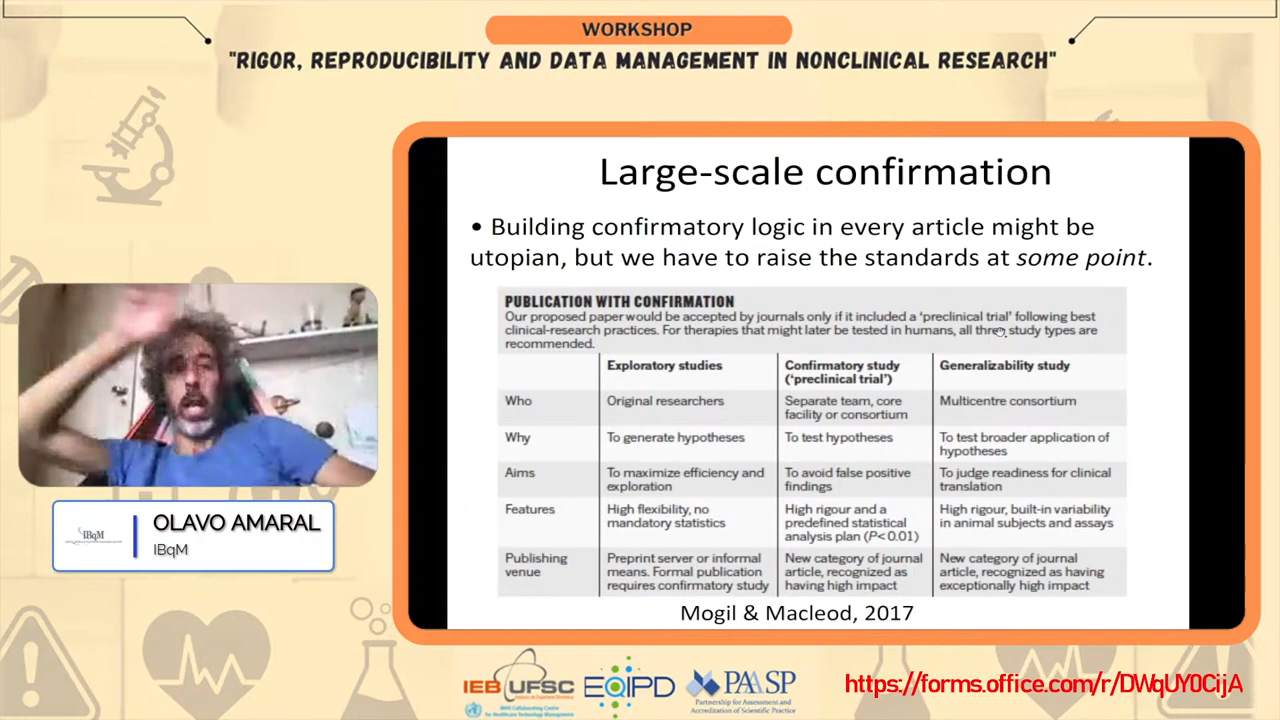 WORKSHOP
"RIGOR, REPRODUCIBILITY AND DATA MANAGEMENT IN NONCLINICAL RESEARCH"
Large-scale confirmation
• Building confirmatory logic in every article might be
utopian, but we have to raise the standards at some point.
PUBLICATION WITH CONFIRMATION
Our proposed paper would be accepted by journals only if it included a ‘preclinical trial’ following best
clinical-research practices. For therapies that might later be tested in humans, all three study types are
recommended.
Exploratory studies
Confirmatory study
(‘preclinical trial’)
Generalizability study
Who
Original researchers
Separate team, core
facility or consortium
Multicentre consortium
Why
To generate hypotheses
To test hypotheses
To test broader application of
hypotheses
Aims
To maximize efficiency and
exploration
To avoid false positive
findings
To judge readiness for clinical
translation
Features
High flexibility, no
mandatory statistics
High rigour and a
predefined statistical
analysis plan (P< 0.01)
High rigour, built-in variability
in animal subjects and assays
Publishing
venue
Preprint server or informal
means. Formal publication
requires confirmatory study
New category of journal
article, recognized as
having high impact
New category of journal
article, recognized as having
exceptionally high impact
Mogil & Macleod, 2017
IBqM
OLAVO AMARAL
IBqM
IEB UFSC
EQIPD
PAASP
Partnership for Assessment and
Accreditation of Scientific Practice
https://forms.office.com/r/DWqUY0CijA